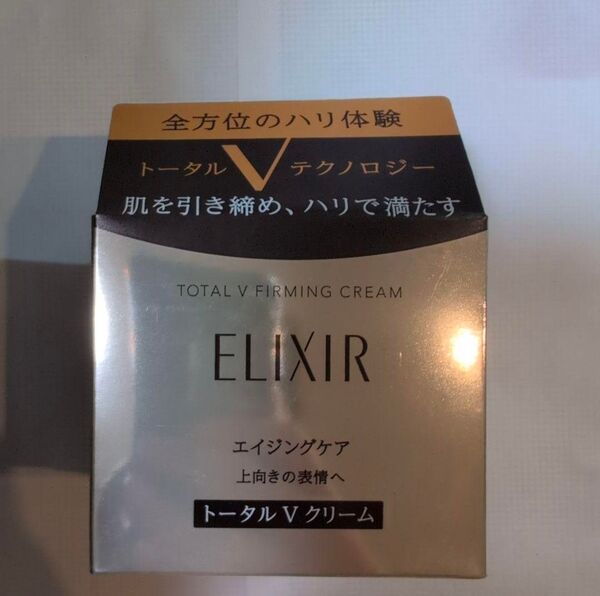 全方位のハリ体験
トータル V テクノロジー
肌を引き締め、ハリで満たす
TOTAL V FIRMING CREAM
ELIXIR
エイジングケア
上向きの表情へ
トータル V クリーム